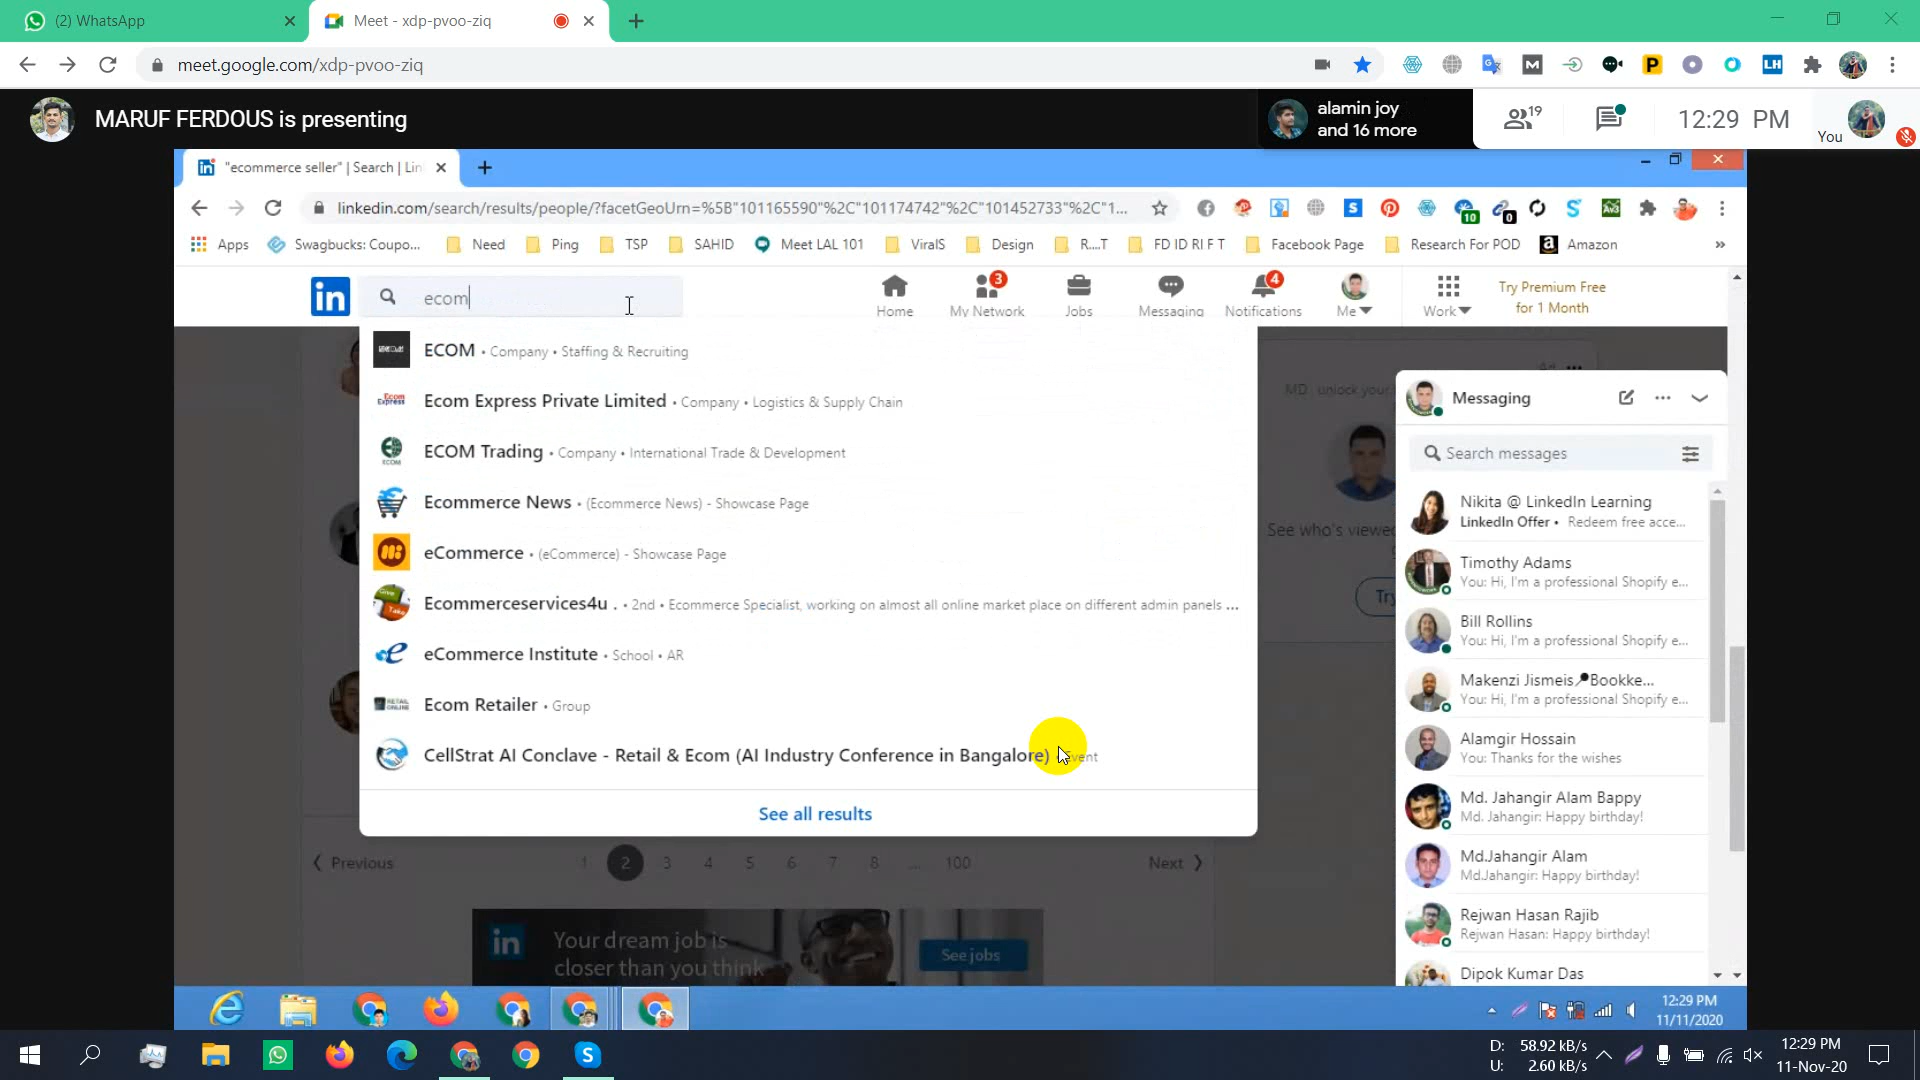 (2) WhatsApp
Meet - xdp-pvoo-ziq
meet.google.com/xdp-pvoo-ziq
MARUF FERDOUS is presenting
alamin joy
and 16 more
19
12:29 PM
You
"ecommerce seller" | Search | Lin
linkedin.com/search/results/people/?facetGeoUrn=%5B"101165590"%2C"101174742"%2C"101452733"%2C"1...
Apps
Swagbucks: Coupo...
Need
Ping
TSP
SAHID
Meet LAL 101
ViralS
Design
R....T
FD ID RI F T
Facebook Page
Research For POD
Amazon
»
ecom
Home
3
My Network
Jobs
Messaging
4
Notifications
Me
Work
Try Premium Free
for 1 Month
ECOM • Company • Staffing & Recruiting
Ecom Express Private Limited • Company • Logistics & Supply Chain
ECOM Trading • Company • International Trade & Development
Ecommerce News • (Ecommerce News) - Showcase Page
eCommerce • (eCommerce) - Showcase Page
Ecommerceservices4u . • 2nd • Ecommerce Specialist, working on almost all online market place on different admin panels ...
eCommerce Institute • School • AR
Ecom Retailer • Group
CellStrat AI Conclave - Retail & Ecom (AI Industry Conference in Bangalore) Event
See all results
MD, unlock your
See who's viewed
Try
Previous
1 2 3 4 5 6 7 8 ... 100
Next
Your dream job is
closer than you think
See jobs
Messaging
Search messages
Nikita @ LinkedIn Learning
LinkedIn Offer • Redeem free acce...
Timothy Adams
You: Hi, I'm a professional Shopify e...
Bill Rollins
You: Hi, I'm a professional Shopify e...
Makenzi Jismeis Bookke...
You: Hi, I'm a professional Shopify e...
Alamgir Hossain
You: Thanks for the wishes
Md. Jahangir Alam Bappy
Md. Jahangir: Happy birthday!
Md.Jahangir Alam
Md.Jahangir: Happy birthday!
Rejwan Hasan Rajib
Rejwan Hasan: Happy birthday!
Dipok Kumar Das
12:29 PM
11/11/2020
D: 58.92 kB/s
U: 2.60 kB/s
12:29 PM
11-Nov-20